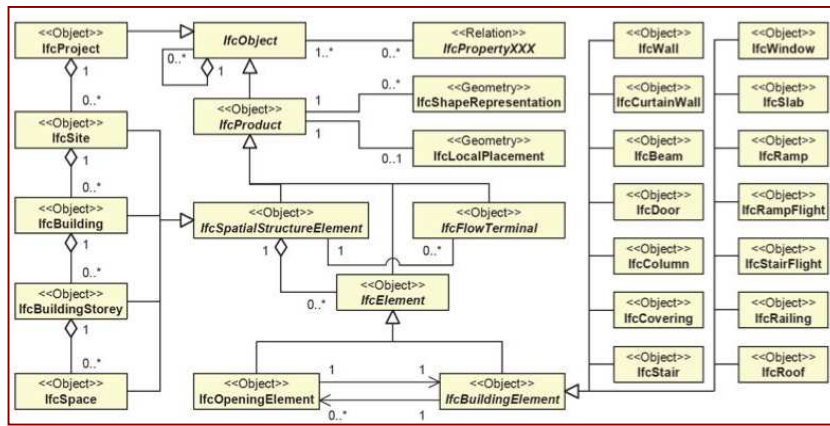 <<Object>>
IfcProject
<<Object>>
IfcObject
<<Relation>>
IfcPropertyXXX
<<Object>>
IfcWall
<<Object>>
IfcWindow
1
0..*
0..*
1
1..*
0..*
<<Object>>
IfcSite
<<Object>>
IfcProduct
1
0..*
<<Geometry>>
IfcShapeRepresentation
<<Object>>
IfcCurtainWall
<<Object>>
IfcSlab
1
0..*
1
0..1
<<Geometry>>
IfcLocalPlacement
<<Object>>
IfcBeam
<<Object>>
IfcRamp
<<Object>>
IfcBuilding
<<Object>>
IfcSpatialStructureElement
<<Object>>
IfcFlowTerminal
<<Object>>
IfcDoor
<<Object>>
IfcRampFlight
1
0..*
1
1
0..*
0..*
<<Object>>
IfcBuildingStorey
<<Object>>
IfcElement
<<Object>>
IfcColumn
<<Object>>
IfcStairFlight
1
0..*
<<Object>>
IfcCovering
<<Object>>
IfcRailing
<<Object>>
IfcSpace
<<Object>>
IfcOpeningElement
1
1
0..*
1
<<Object>>
IfcBuildingElement
<<Object>>
IfcStair
<<Object>>
IfcRoof